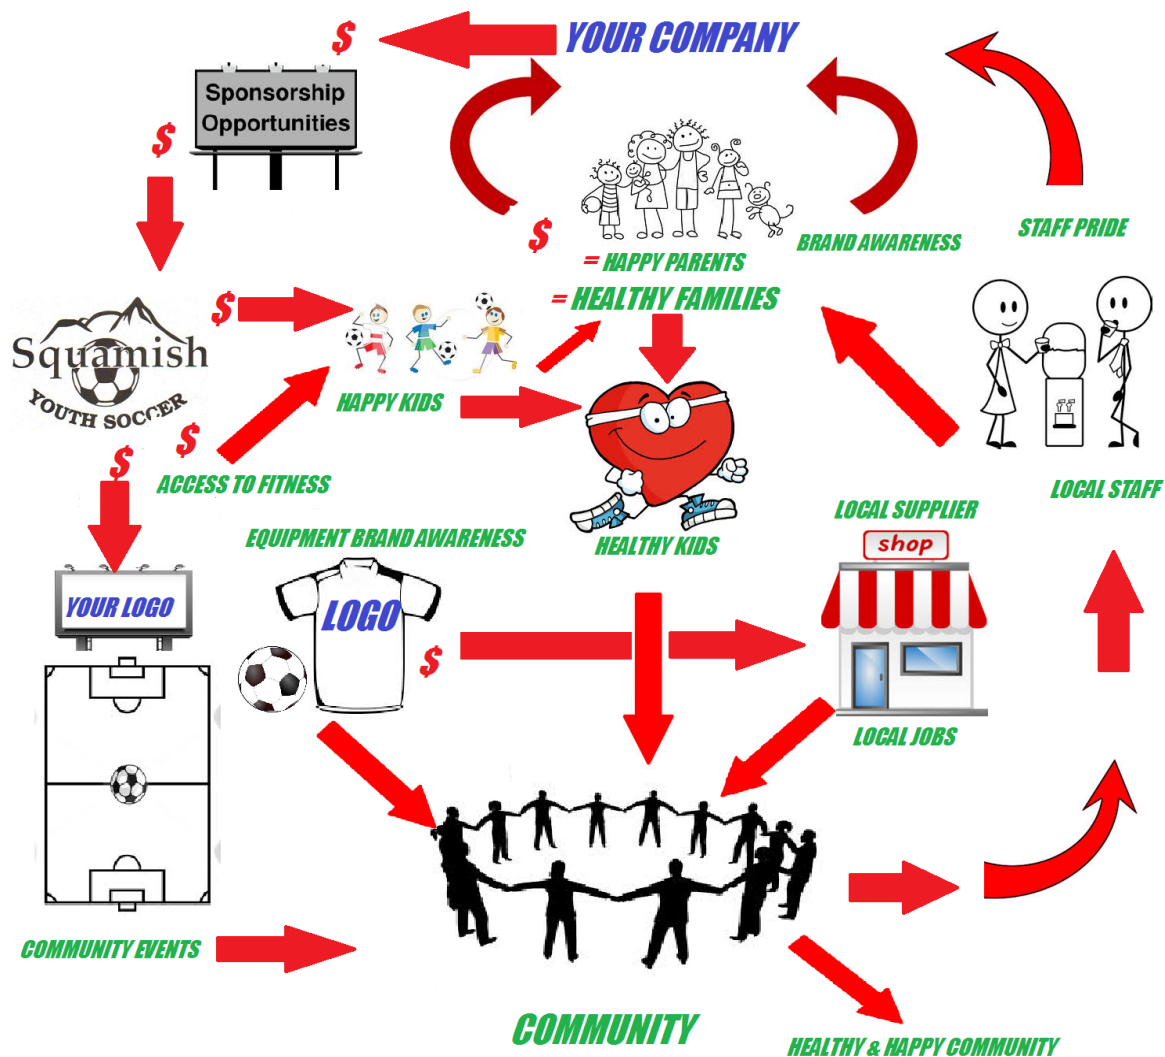 $
YOUR COMPANY
Sponsorship
Opportunities
$
$
= HAPPY PARENTS
BRAND AWARENESS
STAFF PRIDE
= HEALTHY FAMILIES
$
Squamish
YOUTH SOCCER
HAPPY KIDS
$
$
ACCESS TO FITNESS
LOCAL STAFF
LOCAL SUPPLIER
EQUIPMENT BRAND AWARENESS
HEALTHY KIDS
shop
YOUR LOGO
LOGO
$
LOCAL JOBS
COMMUNITY EVENTS
COMMUNITY
HEALTHY & HAPPY COMMUNITY